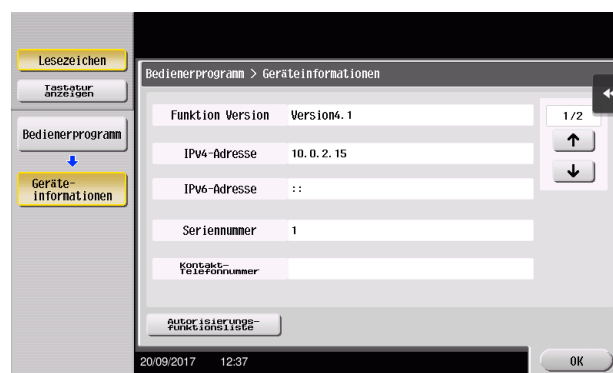 Lesezeichen
Tastatur
anzeigen
Bedienerprogramm
Geräte-
informationen
Bedienerprogramm > Geräteinformationen
Funktion Version Version4.1
1/2
IPv4-Adresse 10.0.2.15
IPv6-Adresse ::
Seriennummer 1
Kontakt-
Telefonnummer
Autorisierungs-
funktionsliste
20/09/2017 12:37
OK